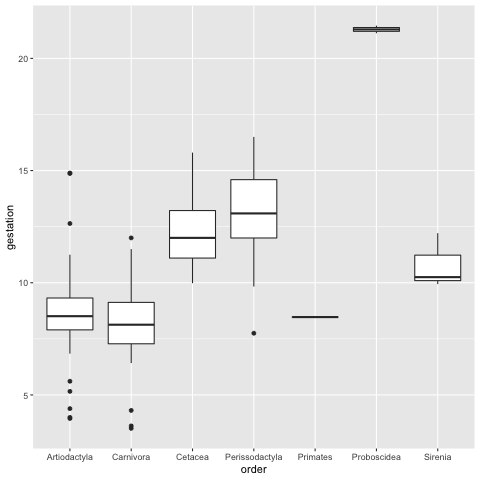 20
15
10
5
gestation
Artiodactyla Carnivora Cetacea Perissodactyla Primates Proboscidea Sirenia
order